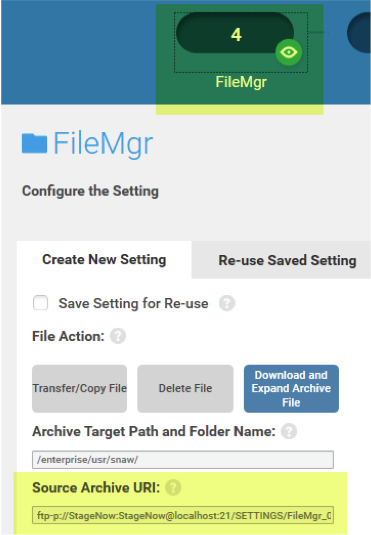 4
FileMgr
FileMgr
Configure the Setting
Create New Setting
Re-use Saved Setting
Save Setting for Re-use ?
File Action: ?
Transfer/Copy File
Delete File
Download and
Expand Archive
File
Archive Target Path and Folder Name: ?
/enterprise/usr/snaw/
Source Archive URI: ?
ftp-p://StageNow:StageNow@localhost:21/SETTINGS/FileMgr_0